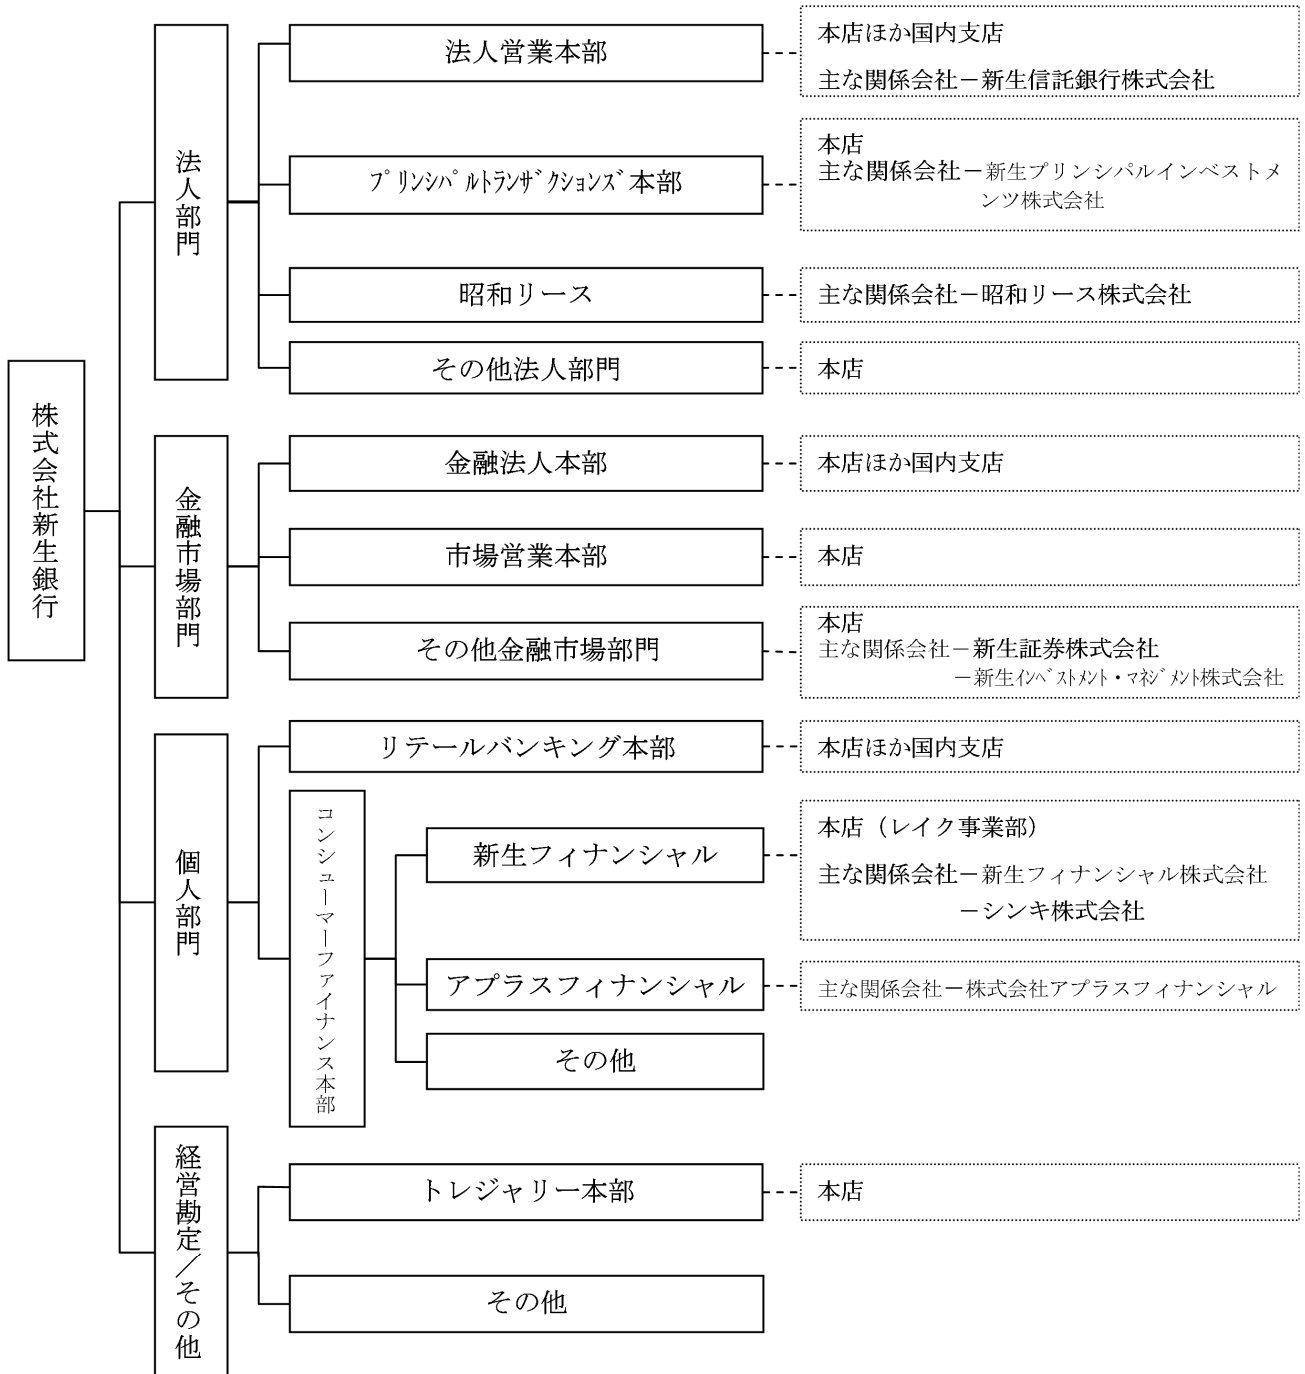 株式会社新生銀行
法人部門
法人営業本部
本店ほか国内支店
主な関係会社－新生信託銀行株式会社
ﾌﾟﾘﾝｼﾊﾟﾙﾄﾗﾝｻﾞｸｼｮﾝｽﾞ本部
本店
主な関係会社－新生プリンシパルインベストメ
ンツ株式会社
昭和リース
主な関係会社－昭和リース株式会社
その他法人部門
本店
金融市場部門
金融法人本部
本店ほか国内支店
市場営業本部
本店
その他金融市場部門
本店
主な関係会社－新生証券株式会社
－新生ｲﾝﾍﾞｽﾄﾒﾝﾄ・ﾏﾈｼﾞﾒﾝﾄ株式会社
個人部門
リテールバンキング本部
本店ほか国内支店
コンシューマーファイナンス本部
新生フィナンシャル
本店（レイク事業部）
主な関係会社－新生フィナンシャル株式会社
－シンキ株式会社
アプラスフィナンシャル
主な関係会社－株式会社アプラスフィナンシャル
その他
経営勘定／その他
トレジャリー本部
本店
その他